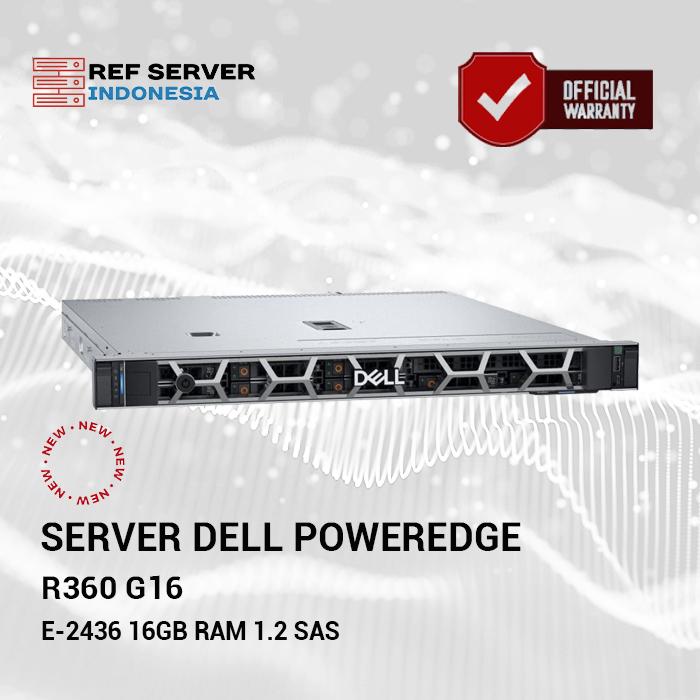 REF SERVER
INDONESIA
OFFICIAL
WARRANTY
DELL
NEW · NEW · NEW · NEW · NEW · NEW ·
SERVER DELL POWEREDGE
R360 G16
E-2436 16GB RAM 1.2 SAS